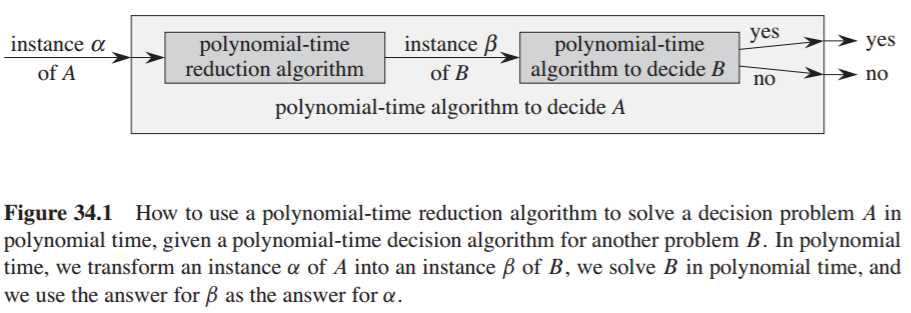 instance α
of A
polynomial-time
reduction algorithm
instance β
of B
polynomial-time
algorithm to decide B
yes
no
yes
no
polynomial-time algorithm to decide A
Figure 34.1 How to use a polynomial-time reduction algorithm to solve a decision problem A in
polynomial time, given a polynomial-time decision algorithm for another problem B. In polynomial
time, we transform an instance α of A into an instance β of B, we solve B in polynomial time, and
we use the answer for β as the answer for α.